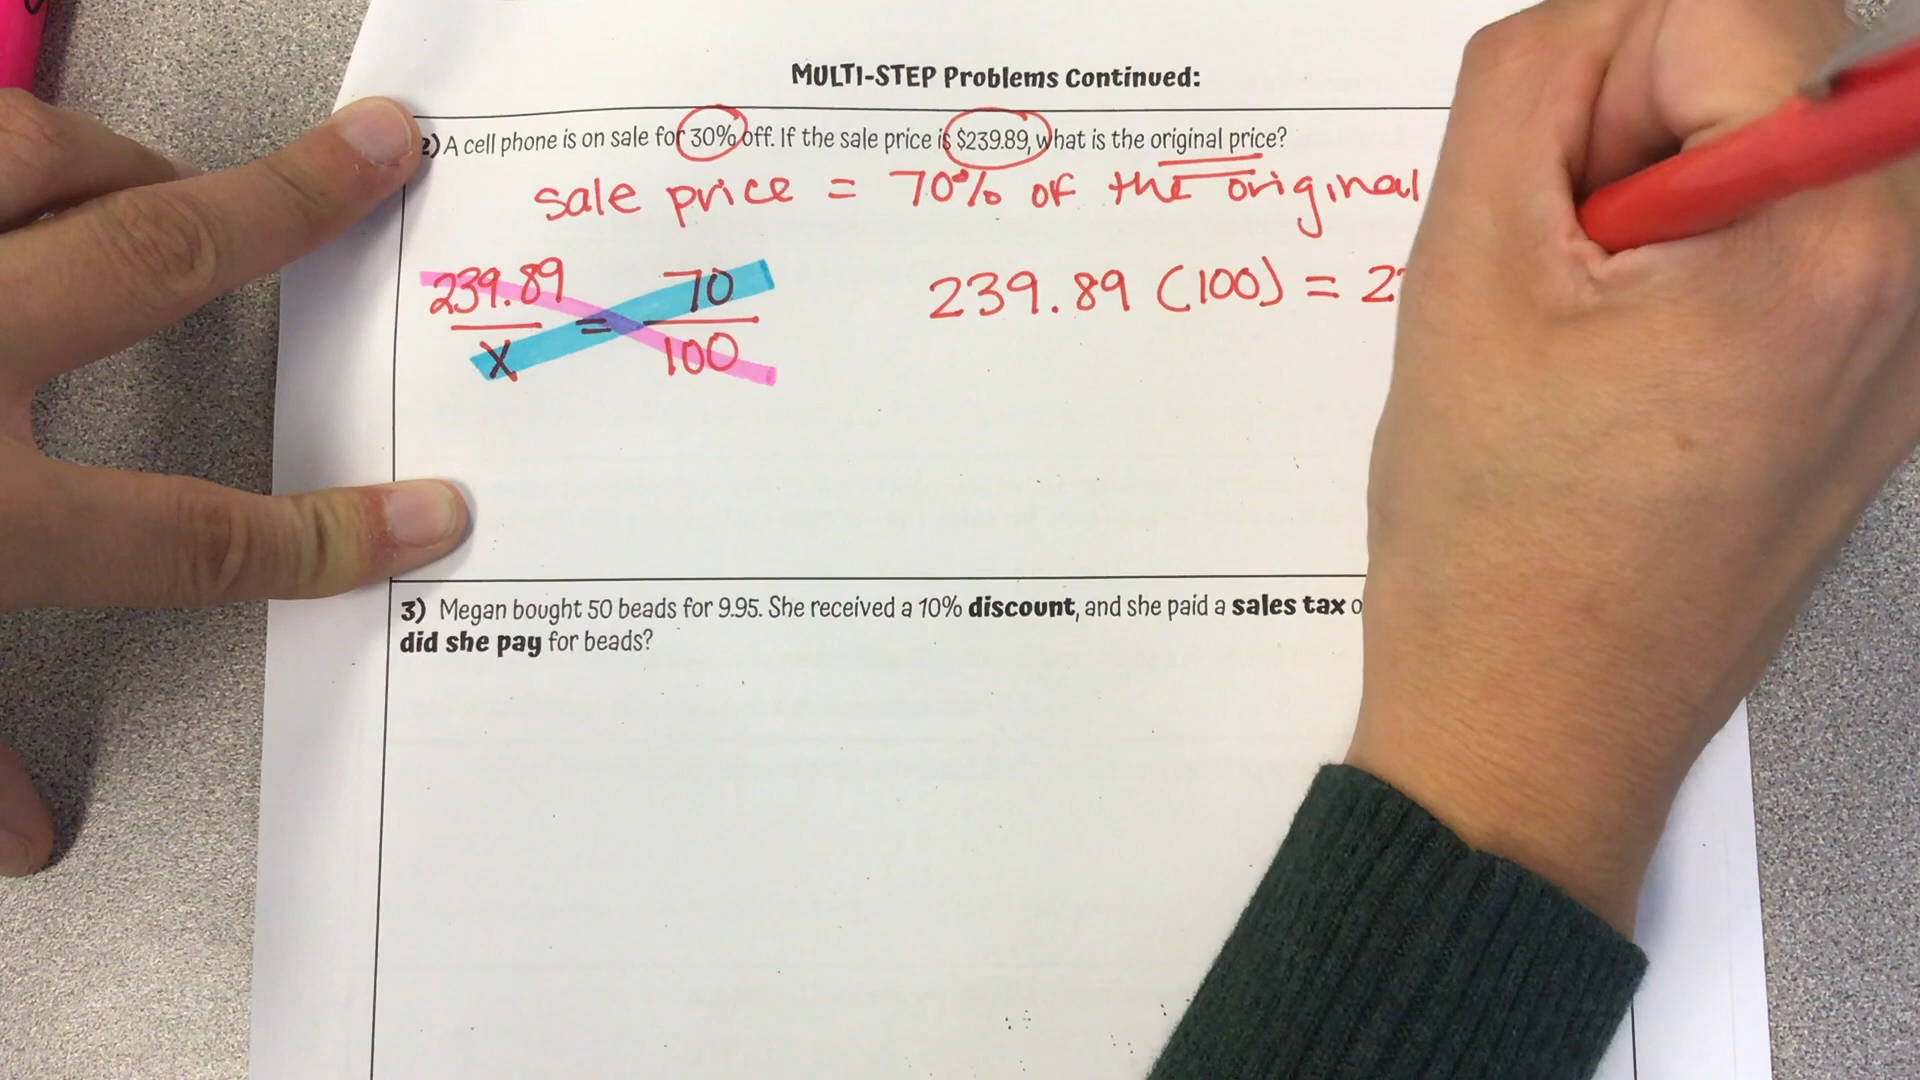 MULTI-STEP Problems Continued:
2) A cell phone is on sale for 30% off. If the sale price is $239.89, what is the original price?
sale price = 70% of the original
239.89 / x = 70 / 100
239.89 (100) = 2
3) Megan bought 50 beads for 9.95. She received a 10% discount, and she paid a sales tax
did she pay for beads?